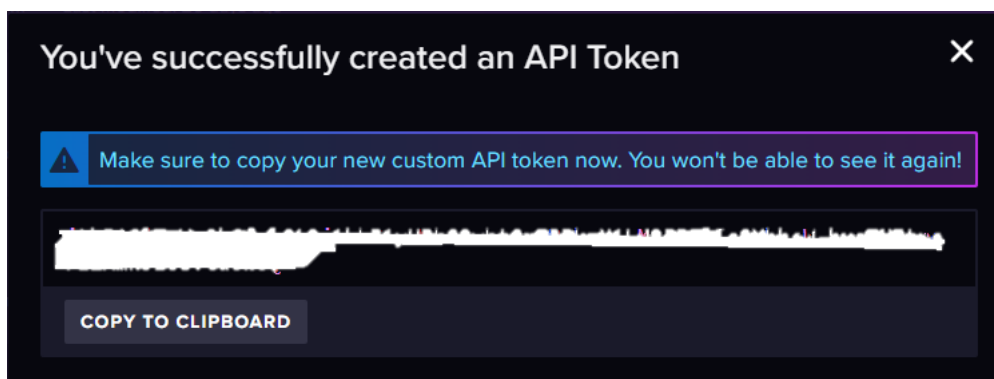 You've successfully created an API Token
Make sure to copy your new custom API token now. You won't be able to see it again!
COPY TO CLIPBOARD